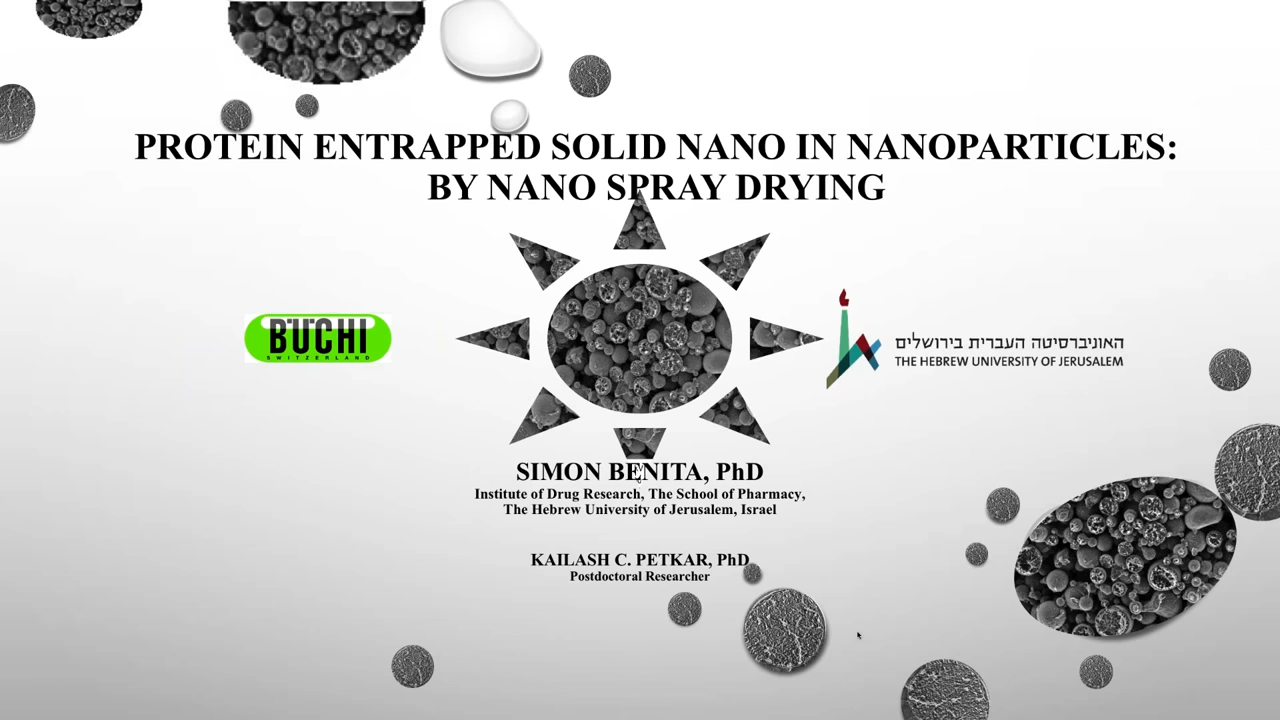 PROTEIN ENTRAPPED SOLID NANO IN NANOPARTICLES:
BY NANO SPRAY DRYING
BÜCHI
SWITZERLAND
האוניברסיטה העברית בירושלים
THE HEBREW UNIVERSITY OF JERUSALEM
SIMON BENITA, PhD
Institute of Drug Research, The School of Pharmacy,
The Hebrew University of Jerusalem, Israel
KAILASH C. PETKAR, PhD
Postdoctoral Researcher